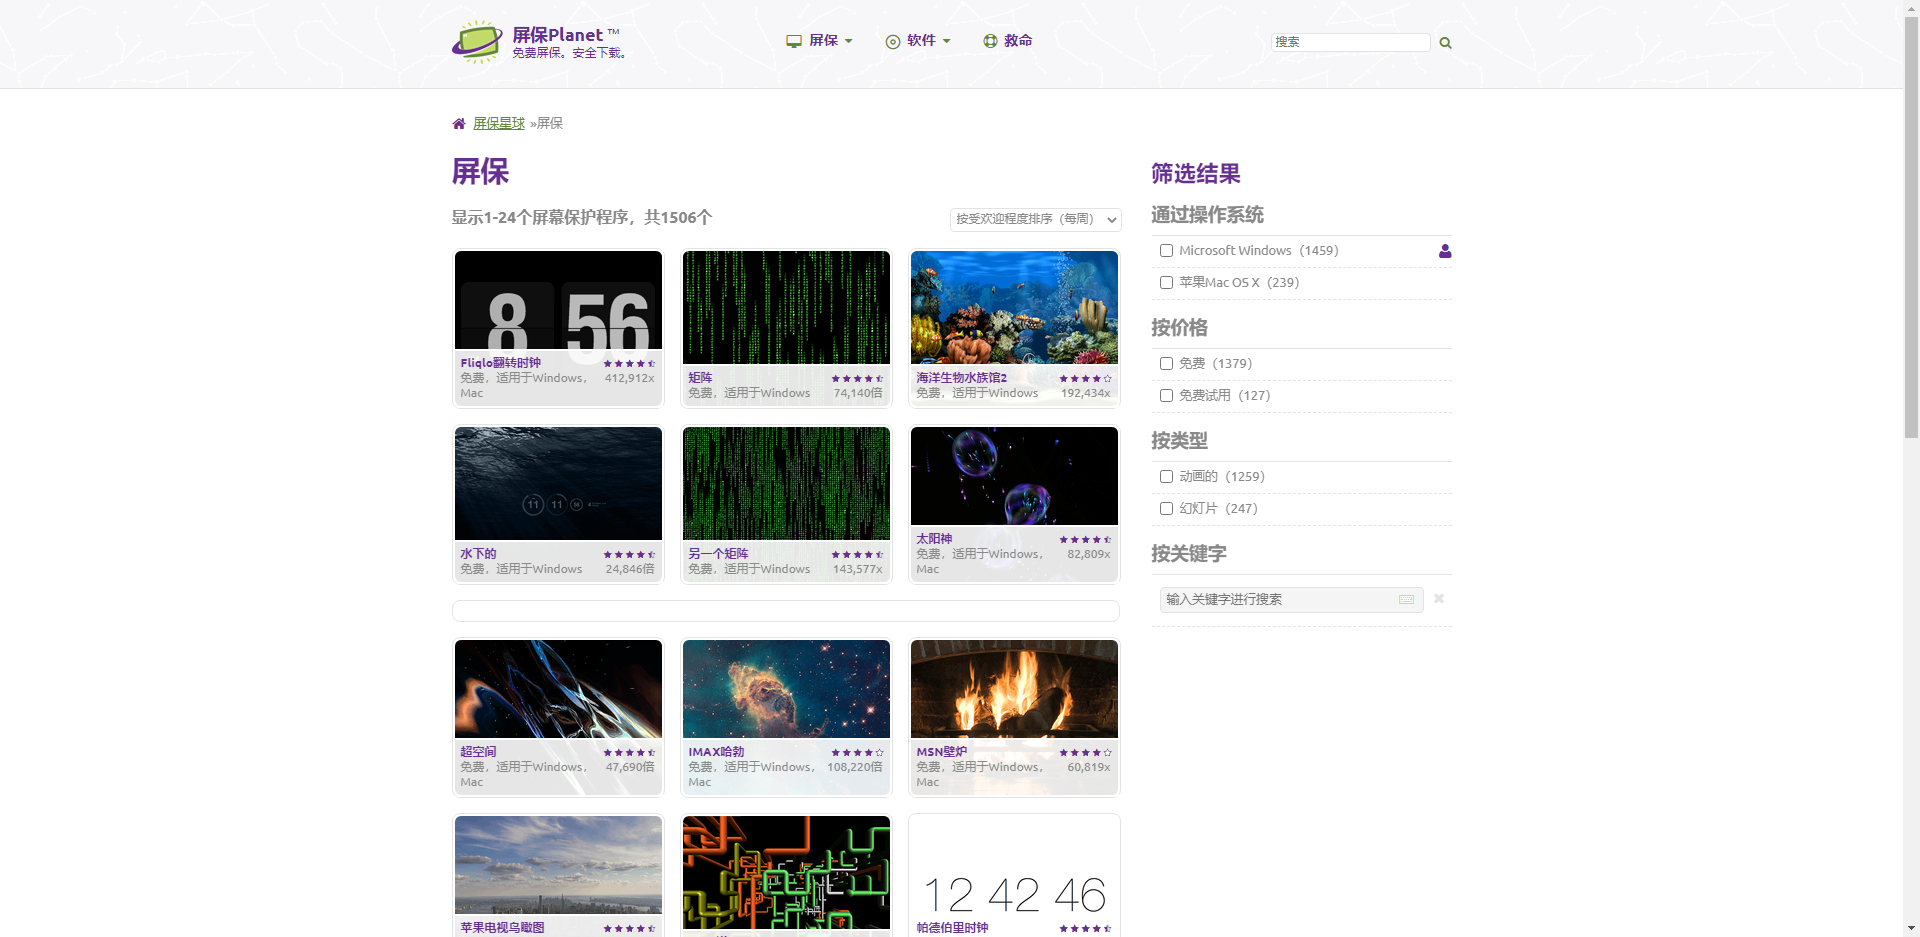 屏保Planet ™
免费屏保。安全下载。
屏保
软件
救命
搜索
屏保星球 »屏保
屏保
显示1-24个屏幕保护程序，共1506个
按受欢迎程度排序（每周）
8 56
Fliqlo翻转时钟
免费，适用于Windows，Mac
412,912x
矩阵
免费，适用于Windows
74,140倍
海洋生物水族馆2
免费，适用于Windows
192,434x
11 11 58
水下的
免费，适用于Windows
24,846倍
另一个矩阵
免费，适用于Windows
143,577x
太阳神
免费，适用于Windows，Mac
82,809x
超空间
免费，适用于Windows，Mac
47,690倍
IMAX哈勃
免费，适用于Windows，Mac
108,220倍
MSN壁炉
免费，适用于Windows，Mac
60,819x
苹果电视鸟瞰图
12 42 46
帕德伯里时钟
筛选结果
通过操作系统
Microsoft Windows（1459）
苹果Mac OS X（239）
按价格
免费（1379）
免费试用（127）
按类型
动画的（1259）
幻灯片（247）
按关键字
输入关键字进行搜索